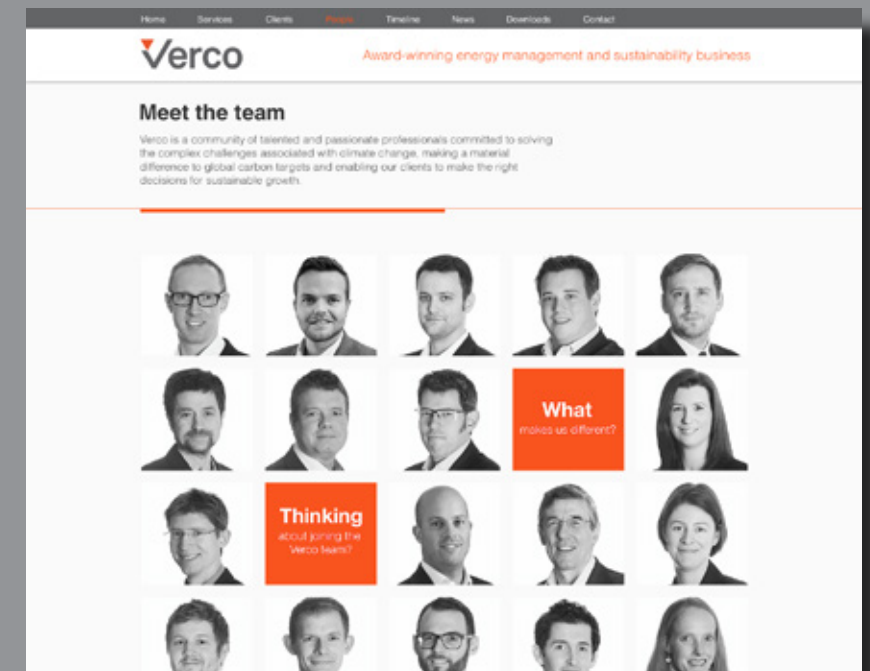 Home Services Clients People Timeline News Downloads Contact
Verco
Award-winning energy management and sustainability business
Meet the team
Verco is a community of talented and passionate professionals committed to solving
the complex challenges associated with climate change, making a material
difference to global carbon targets and enabling our clients to make the right
decisions for sustainable growth.
What
makes us different?
Thinking
about joining the
Verco team?